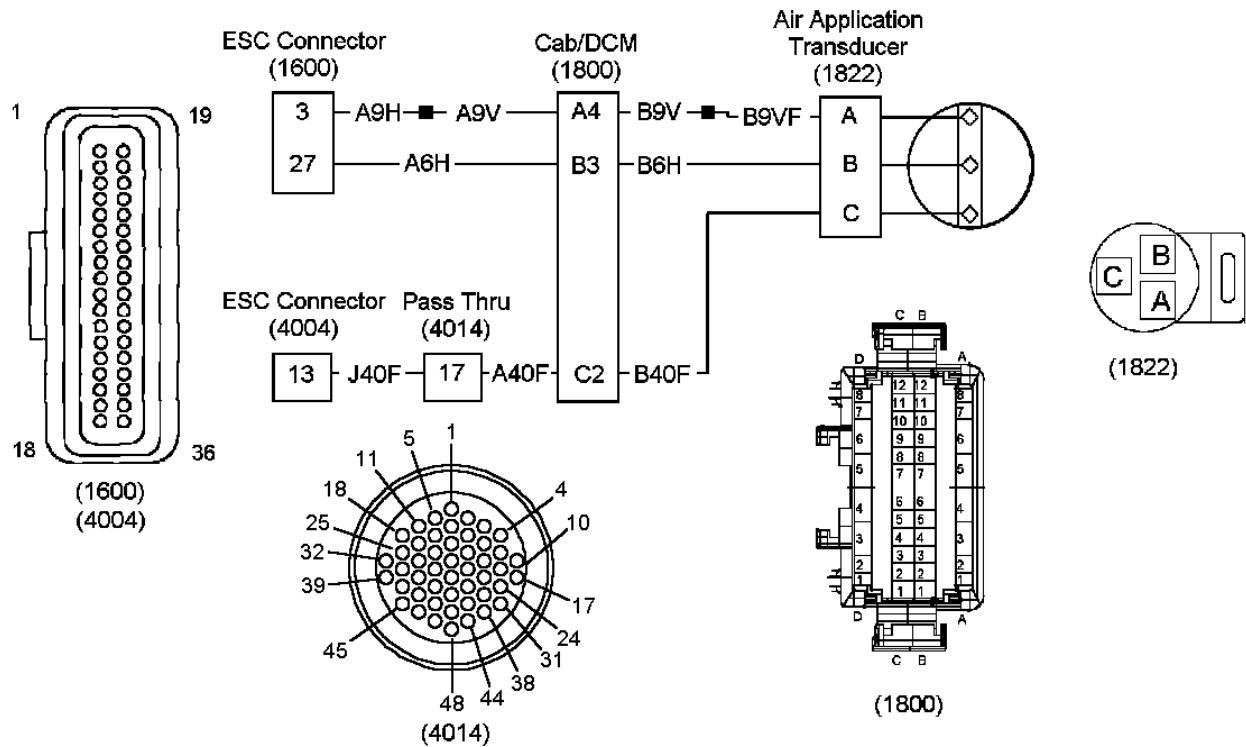 Air Application
Transducer
(1822)
ESC Connector
(1600)
Cab/DCM
(1800)
1
19
3
A9H
A9V
A4
B9V
B9VF
A
27
A6H
B3
B6H
B
C
ESC Connector
(4004)
Pass Thru
(4014)
13
J40F
17
A40F
C2
B40F
18
36
(1600)
(4004)
1
5
11
18
25
32
39
45
4
10
17
24
31
38
44
48
(4014)
C B
D
A
12 12
8 11 11 8
7 10 10 7
6 9 9 6
8 8
5 7 7 5
4 6 6 4
5 5
3 4 4 3
3 3
2 2 2 2
1 1 1 1
D
A
C B
(1800)
B
C
A
(1822)